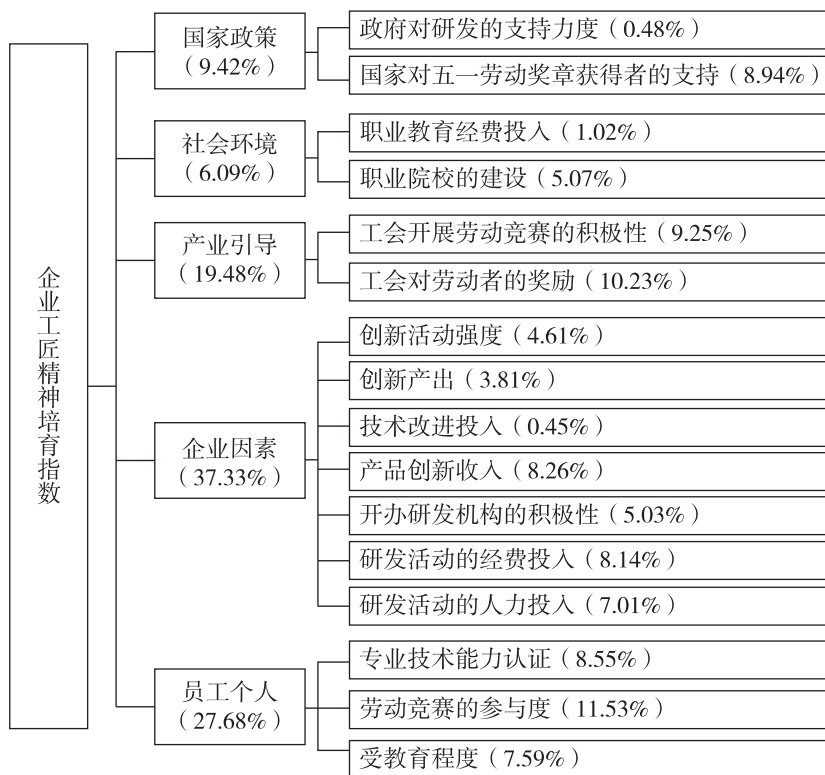 企业工匠精神培育指数
国家政策
（9.42%）
政府对研发的支持力度（0.48%）
国家对五一劳动奖章获得者的支持（8.94%）
社会环境
（6.09%）
职业教育经费投入（1.02%）
职业院校的建设（5.07%）
产业引导
（19.48%）
工会开展劳动竞赛的积极性（9.25%）
工会对劳动者的奖励（10.23%）
企业因素
（37.33%）
创新活动强度（4.61%）
创新产出（3.81%）
技术改进投入（0.45%）
产品创新收入（8.26%）
开办研发机构的积极性（5.03%）
研发活动的经费投入（8.14%）
研发活动的人力投入（7.01%）
员工个人
（27.68%）
专业技术能力认证（8.55%）
劳动竞赛的参与度（11.53%）
受教育程度（7.59%）